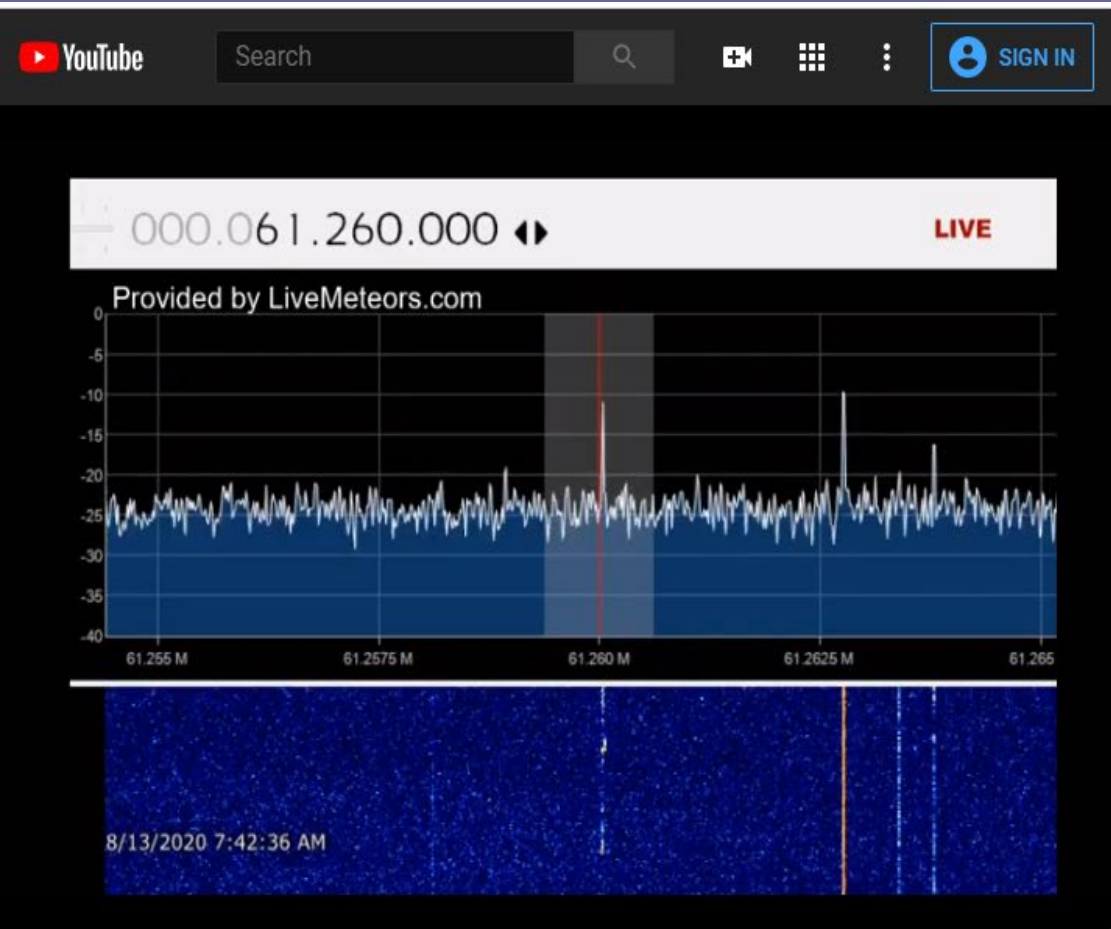 YouTube Search SIGN IN
000.061.260.000 LIVE
Provided by LiveMeteors.com
0
-5
-10
-15
-20
-25
-30
-35
-40
61.255 M 61.2575 M 61.260 M 61.2625 M 61.265
8/13/2020 7:42:36 AM